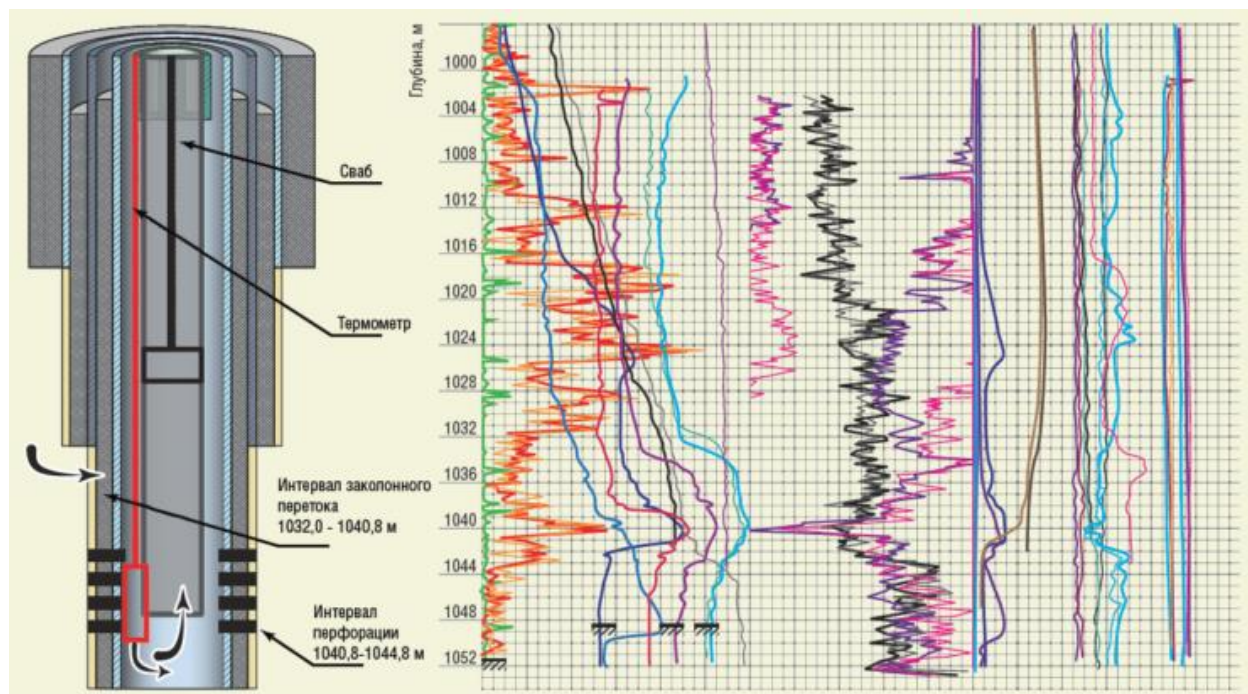 Сваб
Термометр
Интервал заколонного
перетока
1032,0 - 1040,8 м
Интервал
перфорации
1040,8-1044,8 м
Глубина, м
1000
1004
1008
1012
1016
1020
1024
1028
1032
1036
1040
1044
1048
1052